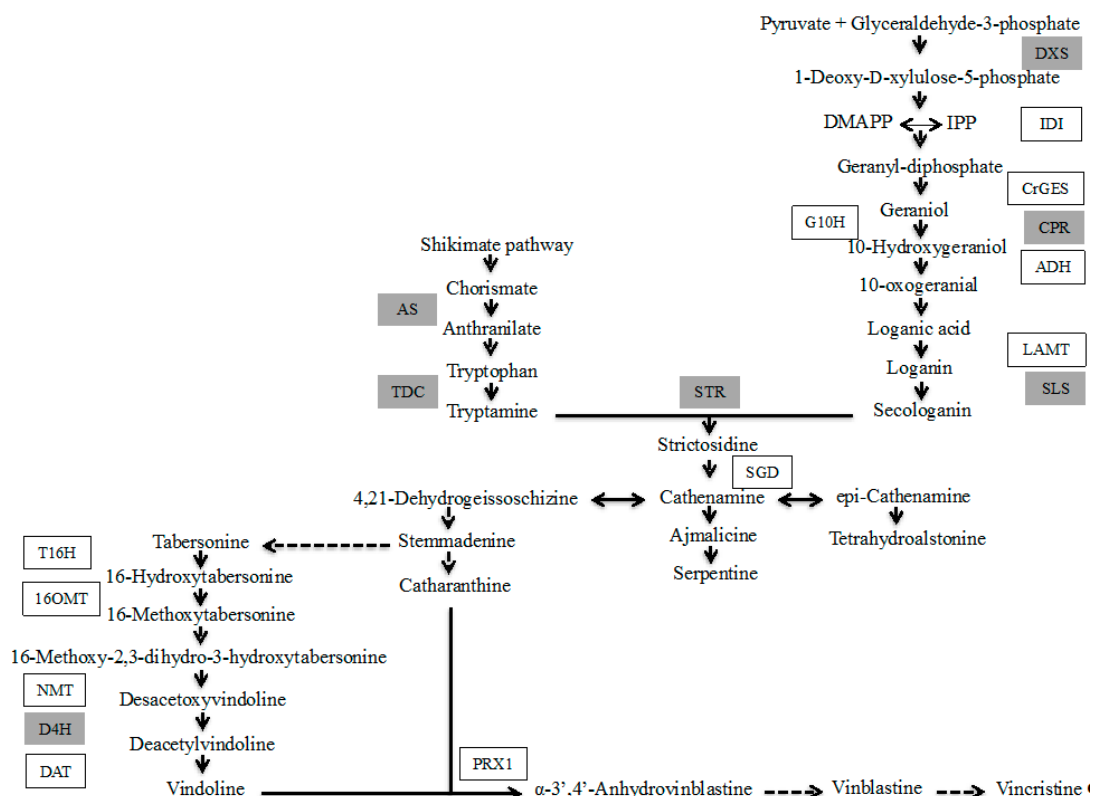 Pyruvate + Glyceraldehyde-3-phosphate
DXS
1-Deoxy-D-xylulose-5-phosphate
DMAPP IPP IDI
Geranyl-diphosphate
CrGES
G10H Geraniol CPR
Shikimate pathway 10-Hydroxygeraniol
ADH
Chorismate 10-oxogeranial
AS
Anthranilate Loganic acid
LAMT
Tryptophan Loganin
TDC STR SLS
Tryptamine Secologanin
Strictosidine
SGD
4,21-Dehydrogeissoschizine Cathenamine epi-Cathenamine
Tabersonine Stemmadenine Ajmalicine Tetrahydroalstonine
T16H
16-Hydroxytabersonine Catharanthine Serpentine
16OMT
16-Methoxytabersonine
16-Methoxy-2,3-dihydro-3-hydroxytabersonine
NMT
Desacetoxyvindoline
D4H
Deacetylvindoline
DAT PRX1
Vindoline α-3’,4’-Anhydrovinblastine Vinblastine Vincristine